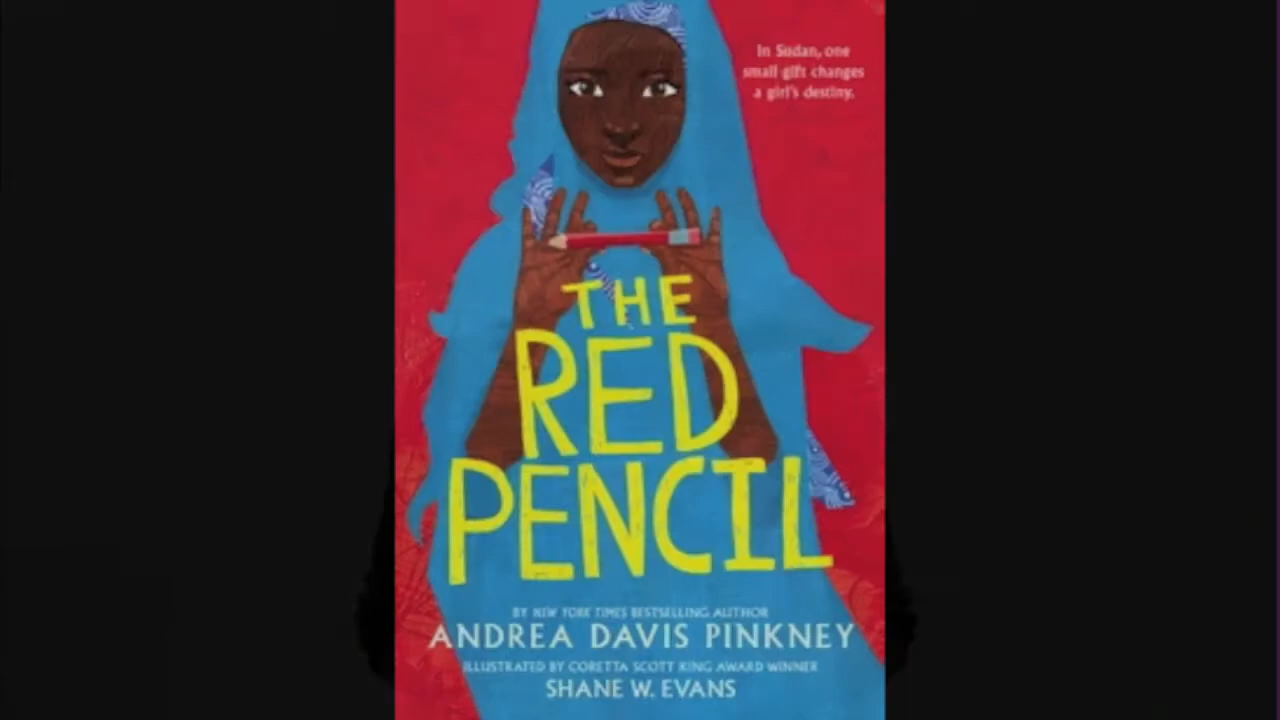 In Sudan, one
small gift changes
a girl's destiny.
THE
RED
PENCIL
BY NEW YORK TIMES BESTSELLING AUTHOR
ANDREA DAVIS PINKNEY
ILLUSTRATED BY CORETTA SCOTT KING AWARD WINNER
SHANE W. EVANS